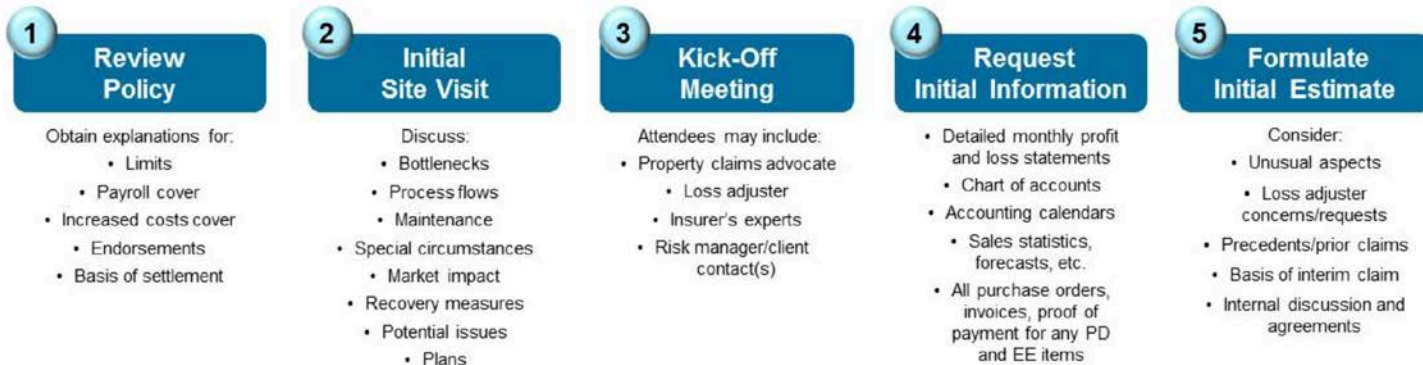 1
Review
Policy
Obtain explanations for:
• Limits
• Payroll cover
• Increased costs cover
• Endorsements
• Basis of settlement
2
Initial
Site Visit
Discuss:
• Bottlenecks
• Process flows
• Maintenance
• Special circumstances
• Market impact
• Recovery measures
• Potential issues
• Plans
3
Kick-Off
Meeting
Attendees may include:
• Property claims advocate
• Loss adjuster
• Insurer's experts
• Risk manager/client
contact(s)
4
Request
Initial Information
• Detailed monthly profit
and loss statements
• Chart of accounts
• Accounting calendars
• Sales statistics,
forecasts, etc.
• All purchase orders,
invoices, proof of
payment for any PD
and EE items
5
Formulate
Initial Estimate
Consider:
• Unusual aspects
• Loss adjuster
concerns/requests
• Precedents/prior claims
• Basis of interim claim
• Internal discussion and
agreements